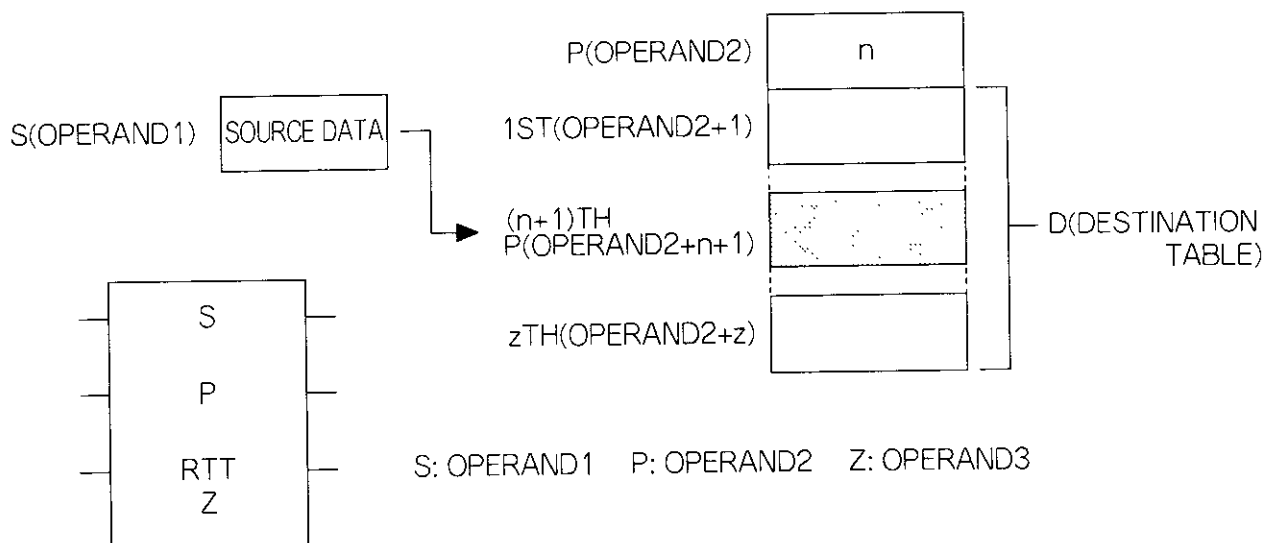 P(OPERAND2)
n
S(OPERAND1)
SOURCE DATA
1ST(OPERAND2+1)
(n+1)TH
P(OPERAND2+n+1)
D(DESTINATION
TABLE)
zTH(OPERAND2+z)
S
P
RTT
Z
S: OPERAND1 P: OPERAND2 Z: OPERAND3